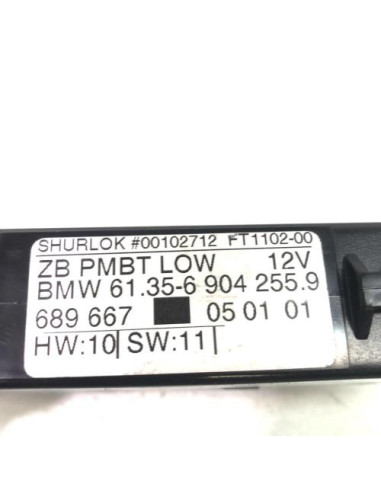 SHURLOK #00102712 FT1102-00
ZB PMBT LOW 12V
BMW 61.35-6 904 255.9
689 667 05 01 01
HW:10 SW:11